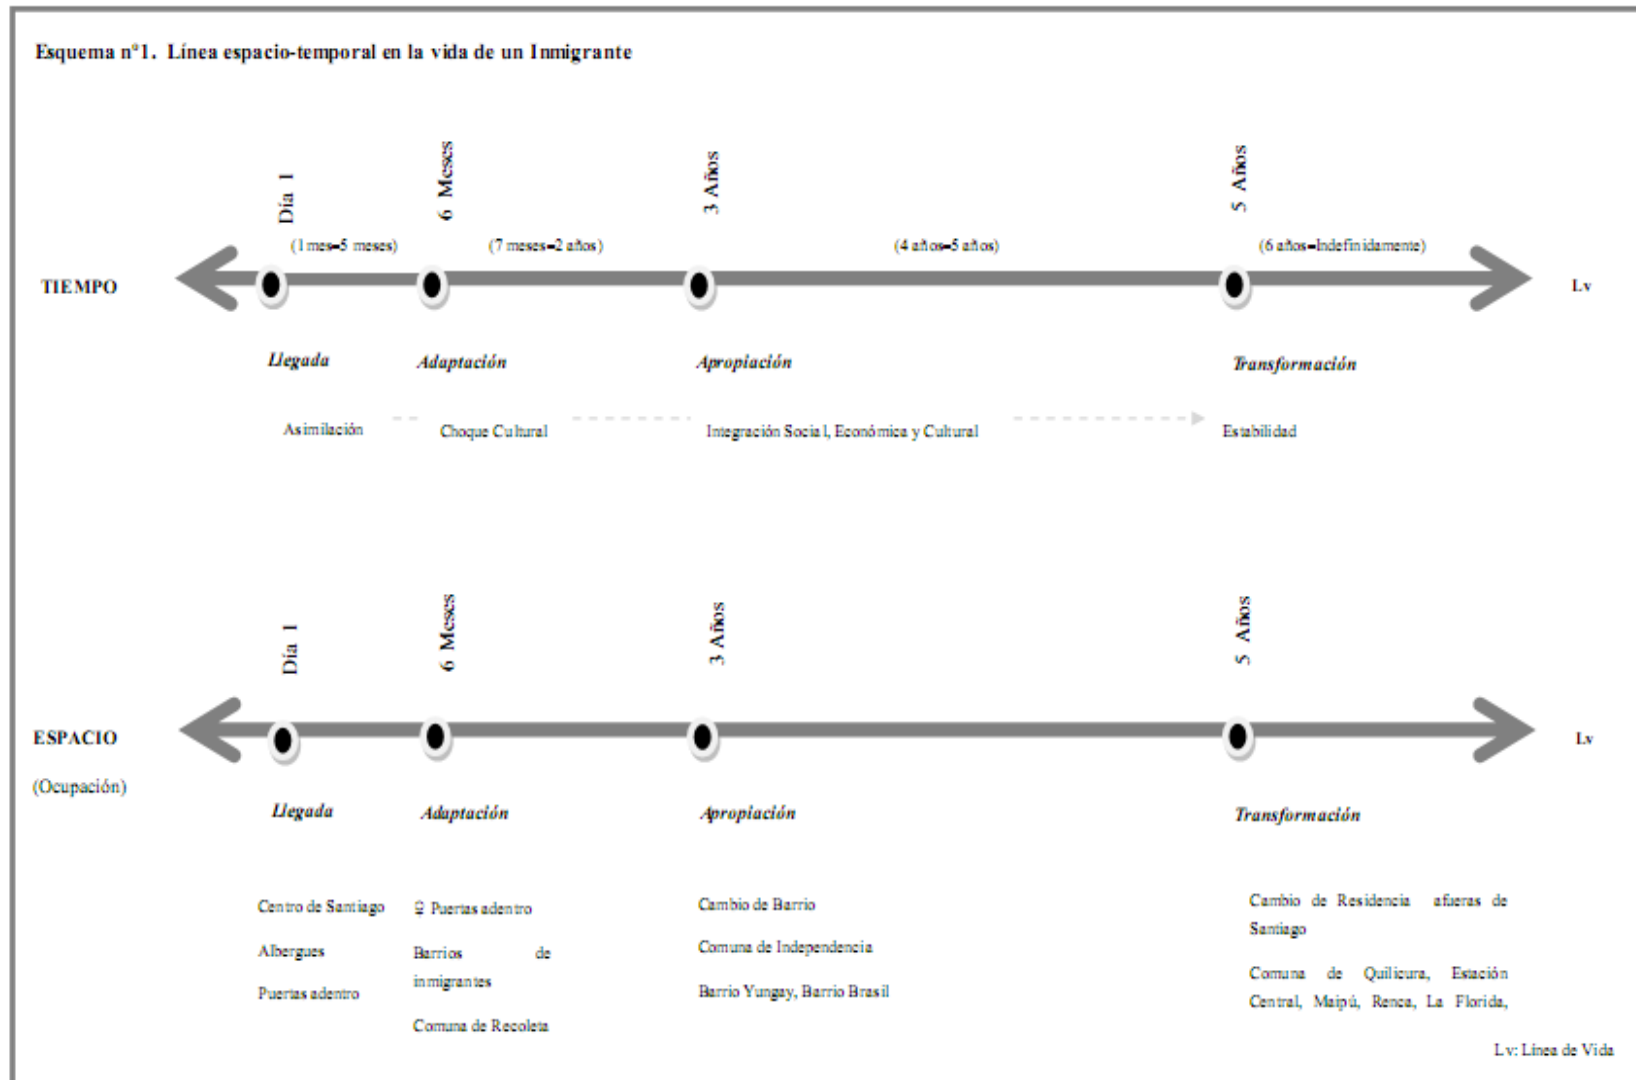 Esquema nº1. Línea espacio-temporal en la vida de un Inmigrante
Día 1
6 Meses
3 Años
5 Años
(1 mes–5 meses)
(7 meses–2 años)
(4 años–5 años)
(6 años–Indefinidamente)
TIEMPO
Lv
Llegada
Adaptación
Apropiación
Transformación
Asimilación
Choque Cultural
Integración Social, Económica y Cultural
Estabilidad
Día 1
6 Meses
3 Años
5 Años
ESPACIO
(Ocupación)
Lv
Llegada
Adaptación
Apropiación
Transformación
Centro de Santiago
Albergues
Puertas adentro
♀ Puertas adentro
Barrios de
inmigrantes
Comuna de Recoleta
Cambio de Barrio
Comuna de Independencia
Barrio Yungay, Barrio Brasil
Cambio de Residencia afueras de
Santiago
Comuna de Quilicura, Estación
Central, Maipú, Renca, La Florida,
Lv: Línea de Vida